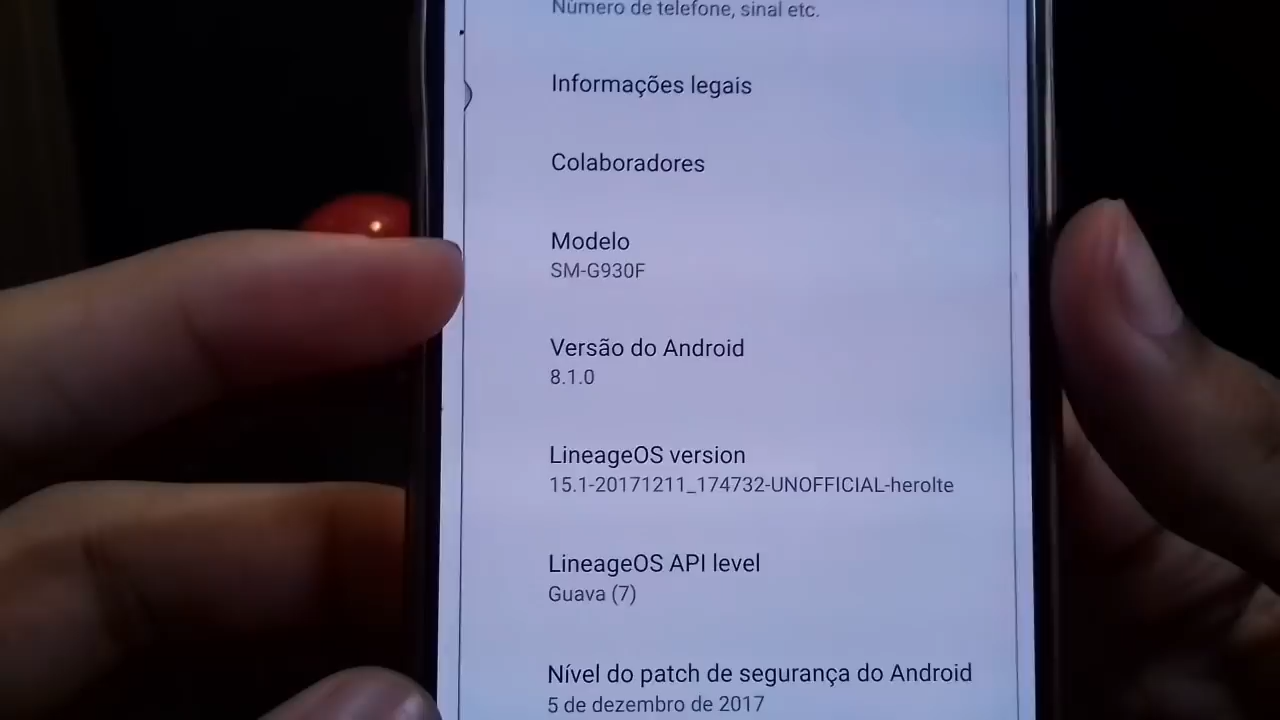 Número de telefone, sinal etc.
Informações legais
Colaboradores
Modelo
SM-G930F
Versão do Android
8.1.0
LineageOS version
15.1-20171211_174732-UNOFFICIAL-herolte
LineageOS API level
Guava (7)
Nível do patch de segurança do Android
5 de dezembro de 2017